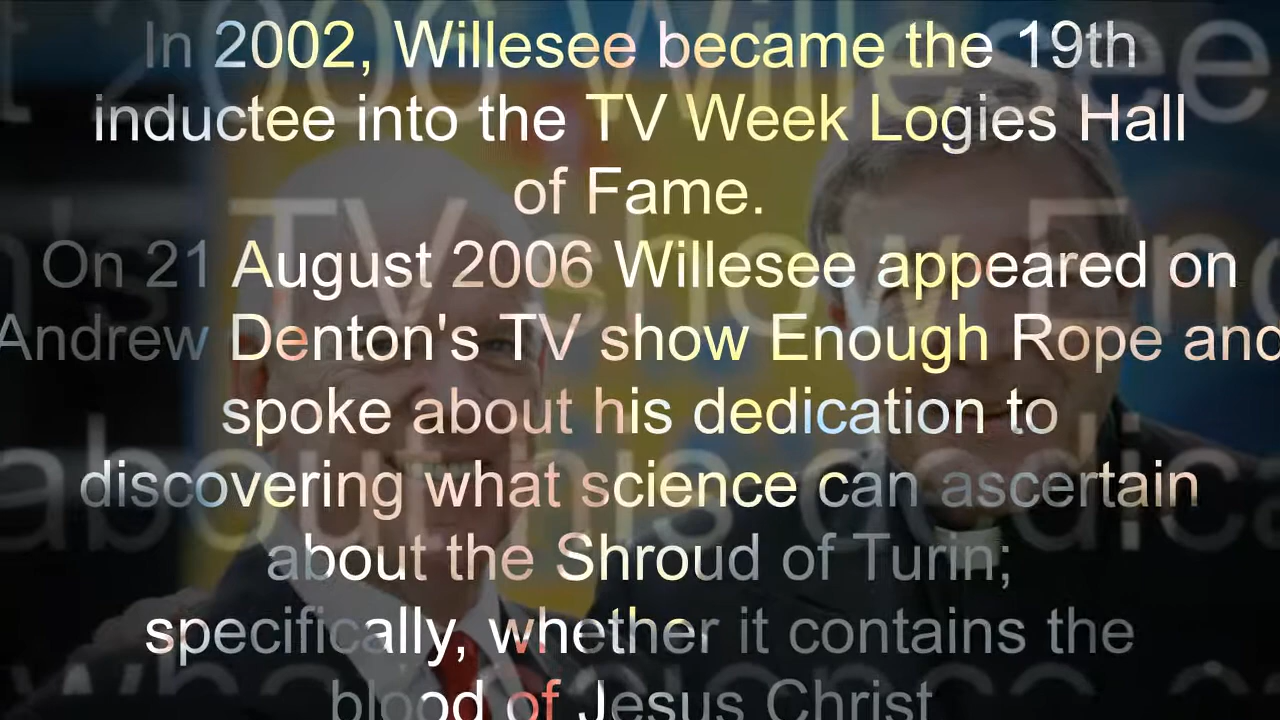 In 2002, Willesee became the 19th
inductee into the TV Week Logies Hall
of Fame.
On 21 August 2006 Willesee appeared on
Andrew Denton's TV show Enough Rope and
spoke about his dedication to
discovering what science can ascertain
about the Shroud of Turin;
specifically, whether it contains the
blood of Jesus Christ